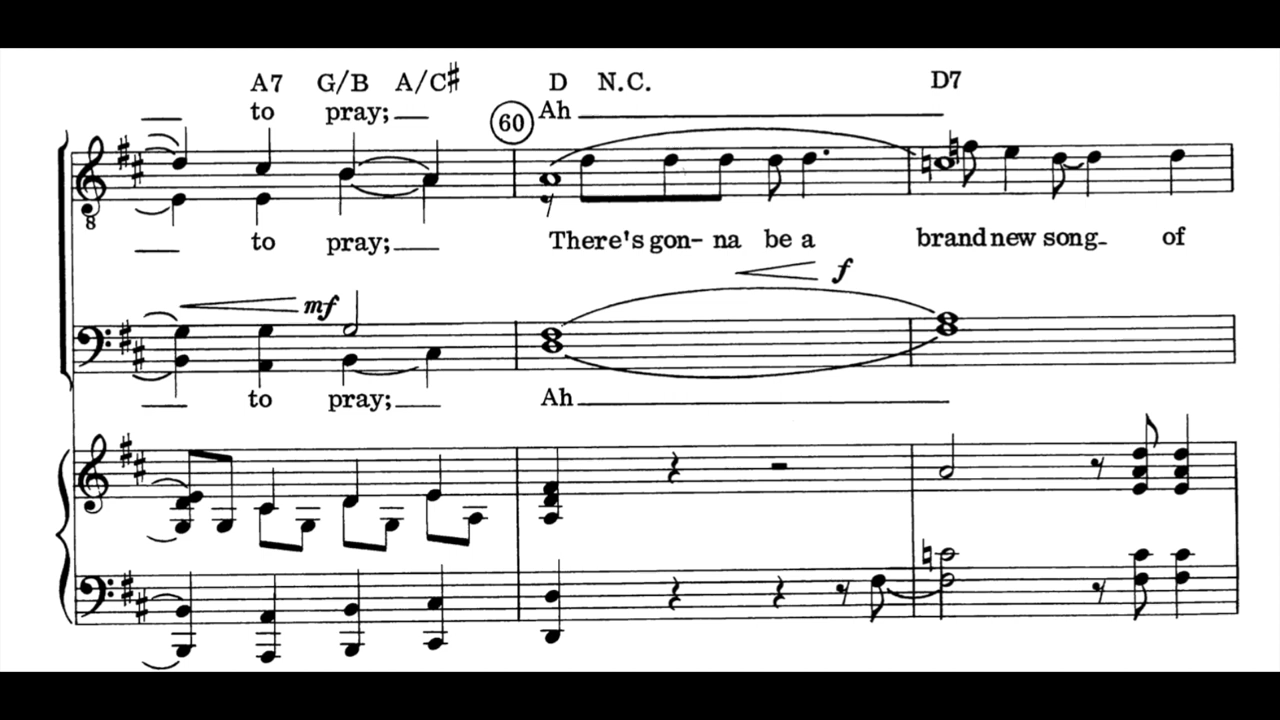 A7 G/B A/C♯ D N.C. D7
to pray; Ah
60
8
to pray; There's gon- na be a brand new song of
mf f
to pray; Ah